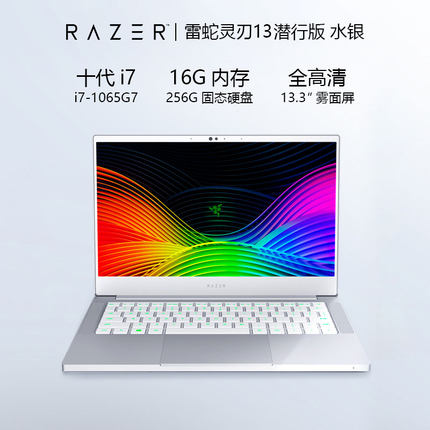 RAZER™ | 雷蛇灵刃13潜行版 水银
十代 i7 16G 内存 全高清
i7-1065G7 256G 固态硬盘 13.3" 雾面屏
RAZER